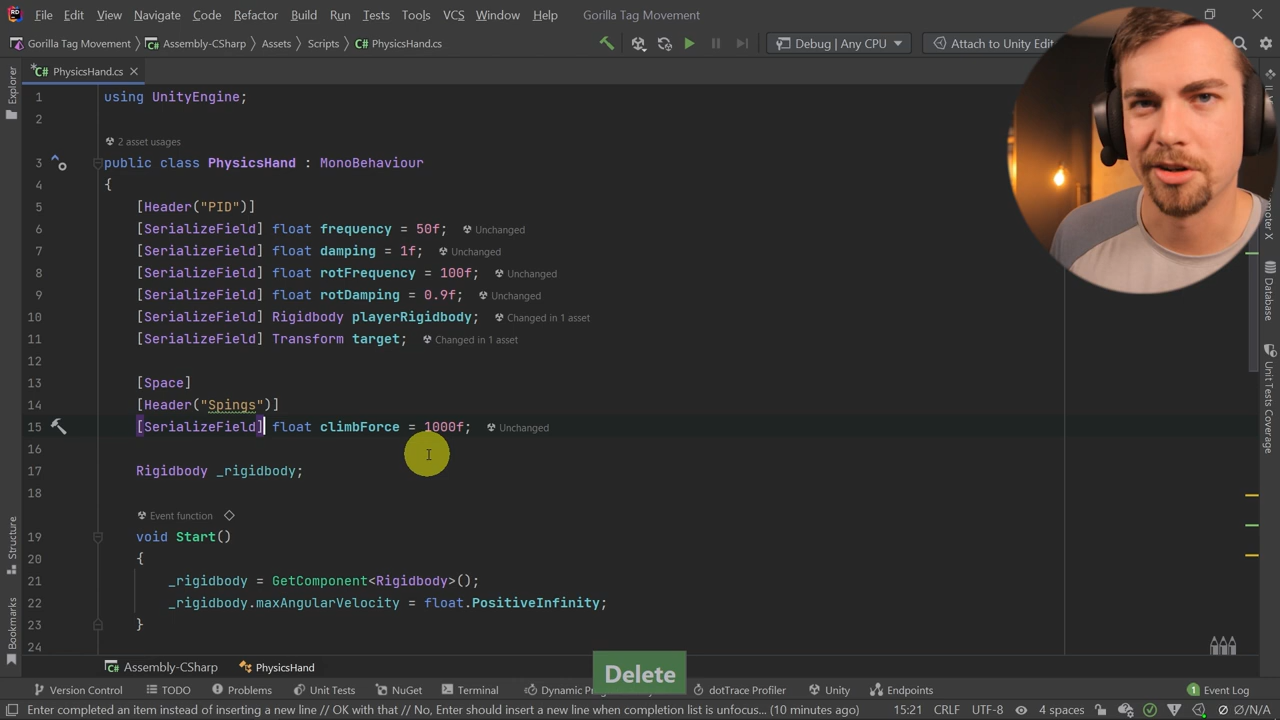 File Edit View Navigate Code Refactor Build Run Tests Tools VCS Window Help Gorilla Tag Movement
Gorilla Tag Movement Assembly-CSharp Assets Scripts PhysicsHand.cs Debug | Any CPU Attach to Unity Edit
PhysicsHand.cs
Explorer
1 using UnityEngine;
2
2 asset usages
3 public class PhysicsHand : MonoBehaviour
4 {
5 [Header("PID")]
6 [SerializeField] float frequency = 50f; Unchanged
7 [SerializeField] float damping = 1f; Unchanged
8 [SerializeField] float rotFrequency = 100f; Unchanged
9 [SerializeField] float rotDamping = 0.9f; Unchanged
10 [SerializeField] Rigidbody playerRigidbody; Changed in 1 asset
11 [SerializeField] Transform target; Changed in 1 asset
12
13 [Space]
14 [Header("Spings")]
15 [SerializeField] float climbForce = 1000f; Unchanged
16
17 Rigidbody _rigidbody;
18
Event function
19 void Start()
20 {
21 _rigidbody = GetComponent<Rigidbody>();
22 _rigidbody.maxAngularVelocity = float.PositiveInfinity;
23 }
24
Structure
Bookmarks
Database
Unit Tests Coverage
Assembly-CSharp PhysicsHand
Delete
Version Control TODO Problems Unit Tests NuGet Terminal Dynamic dotTrace Profiler Unity Endpoints 1 Event Log
Enter completed an item instead of inserting a new line // OK with that // No, Enter should insert a new line when completion list is unfocus... (10 minutes ago) 15:21 CRLF UTF-8 4 spaces Ø/N/A